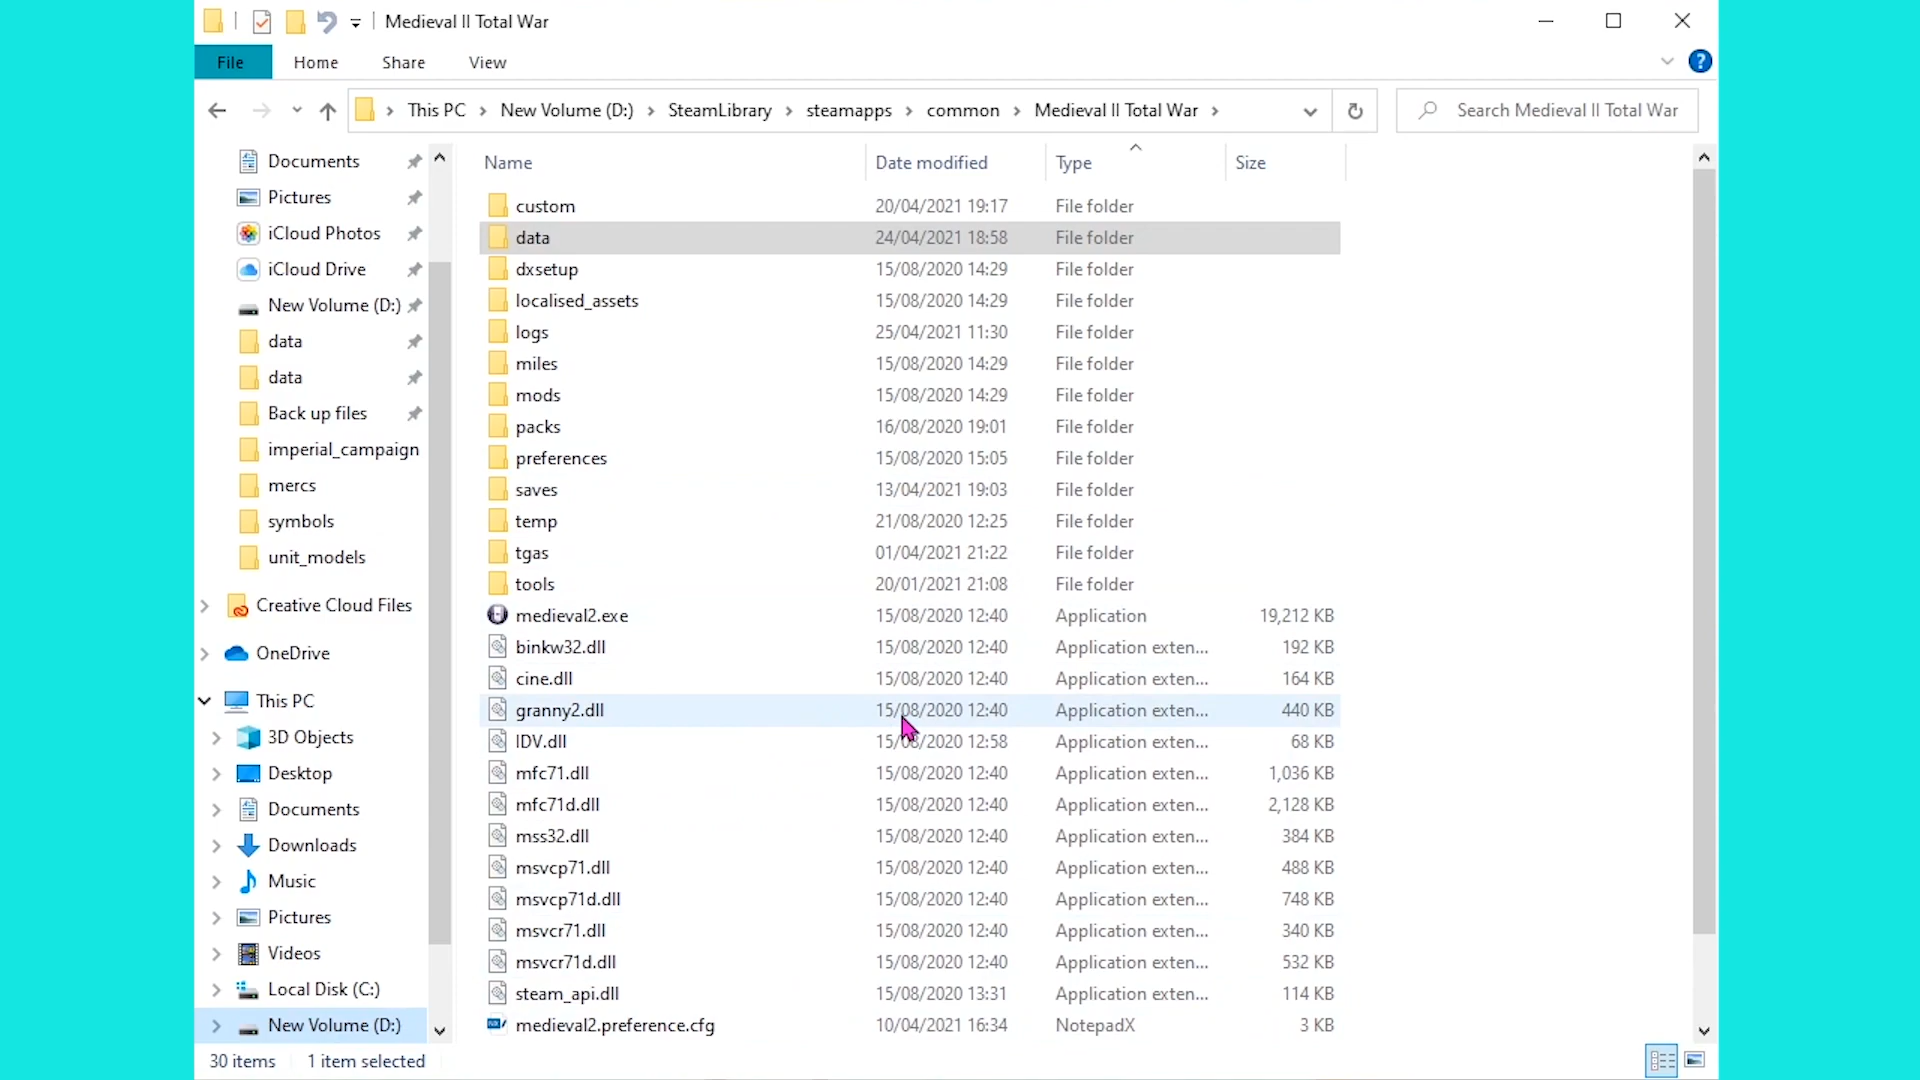 Medieval II Total War
File Home Share View
This PC New Volume (D:) SteamLibrary steamapps common Medieval II Total War Search Medieval II Total War
Documents
Pictures
iCloud Photos
iCloud Drive
New Volume (D:)
data
data
Back up files
imperial_campaign
mercs
symbols
unit_models
Creative Cloud Files
OneDrive
This PC
3D Objects
Desktop
Documents
Downloads
Music
Pictures
Videos
Local Disk (C:)
New Volume (D:)
Name Date modified Type Size
custom 20/04/2021 19:17 File folder
data 24/04/2021 18:58 File folder
dxsetup 15/08/2020 14:29 File folder
localised_assets 15/08/2020 14:29 File folder
logs 25/04/2021 11:30 File folder
miles 15/08/2020 14:29 File folder
mods 15/08/2020 14:29 File folder
packs 16/08/2020 19:01 File folder
preferences 15/08/2020 15:05 File folder
saves 13/04/2021 19:03 File folder
temp 21/08/2020 12:25 File folder
tgas 01/04/2021 21:22 File folder
tools 20/01/2021 21:08 File folder
medieval2.exe 15/08/2020 12:40 Application 19,212 KB
binkw32.dll 15/08/2020 12:40 Application exten... 192 KB
cine.dll 15/08/2020 12:40 Application exten... 164 KB
granny2.dll 15/08/2020 12:40 Application exten... 440 KB
IDV.dll 15/08/2020 12:58 Application exten... 68 KB
mfc71.dll 15/08/2020 12:40 Application exten... 1,036 KB
mfc71d.dll 15/08/2020 12:40 Application exten... 2,128 KB
mss32.dll 15/08/2020 12:40 Application exten... 384 KB
msvcp71.dll 15/08/2020 12:40 Application exten... 488 KB
msvcp71d.dll 15/08/2020 12:40 Application exten... 748 KB
msvcr71.dll 15/08/2020 12:40 Application exten... 340 KB
msvcr71d.dll 15/08/2020 12:40 Application exten... 532 KB
steam_api.dll 15/08/2020 13:31 Application exten... 114 KB
medieval2.preference.cfg 10/04/2021 16:34 NotepadX 3 KB
30 items 1 item selected